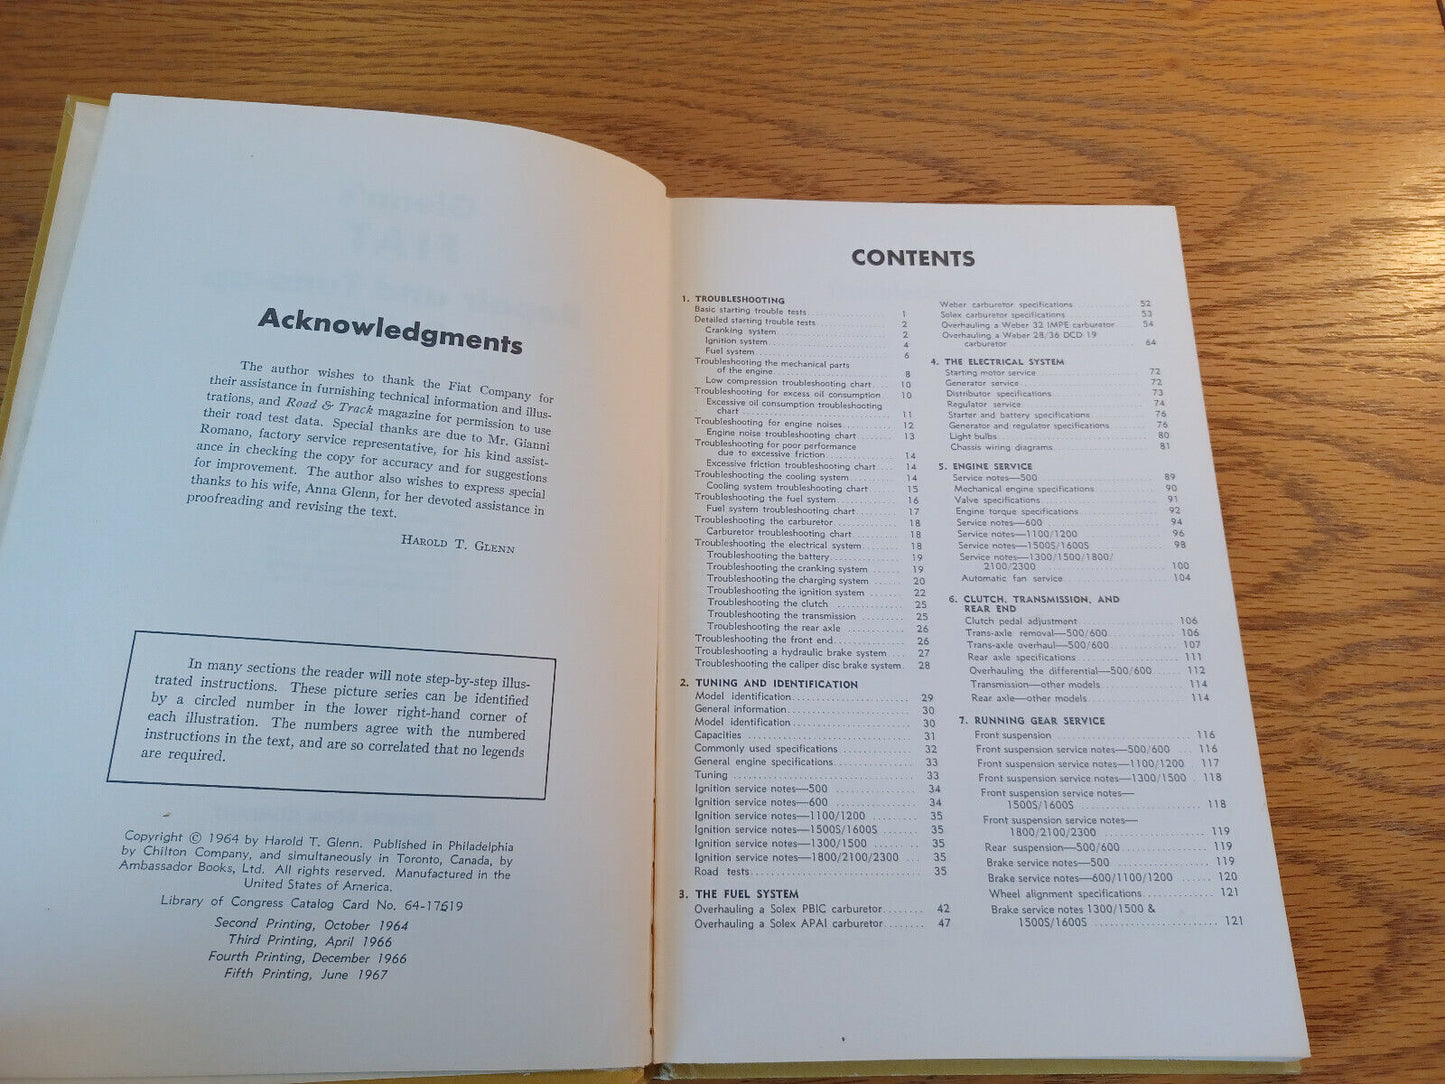 Acknowledgments
The author wishes to thank the Fiat Company for
their assistance in furnishing technical information and illus-
trations, and Road & Track magazine for permission to use
their road test data. Special thanks are due to Mr. Gianni
Romano, factory service representative, for his kind assist-
ance in checking the copy for accuracy and for suggestions
for improvement. The author also wishes to express special
thanks to his wife, Anna Glenn, for her devoted assistance in
proofreading and revising the text.
HAROLD T. GLENN
In many sections the reader will note step-by-step illus-
trated instructions. These picture series can be identified
by a circled number in the lower right-hand corner of
each illustration. The numbers agree with the numbered
instructions in the text, and are so correlated that no legends
are required.
Copyright © 1964 by Harold T. Glenn. Published in Philadelphia
by Chilton Company, and simultaneously in Toronto, Canada, by
Ambassador Books, Ltd. All rights reserved. Manufactured in the
United States of America.
Library of Congress Catalog Card No. 64-17619
Second Printing, October 1964
Third Printing, April 1966
Fourth Printing, December 1966
Fifth Printing, June 1967
CONTENTS
1. TROUBLESHOOTING
Basic starting trouble tests 1
Detailed starting trouble tests 2
Cranking system 2
Ignition system 4
Fuel system 6
Troubleshooting the mechanical parts
of the engine 8
Low compression troubleshooting chart 10
Troubleshooting for excess oil consumption 10
Excessive oil consumption troubleshooting
chart 11
Troubleshooting for engine noises 12
Engine noise troubleshooting chart 13
Troubleshooting for poor performance
due to excessive friction 14
Excessive friction troubleshooting chart 14
Troubleshooting the cooling system 14
Cooling system troubleshooting chart 15
Troubleshooting the fuel system 16
Fuel system troubleshooting chart 17
Troubleshooting the carburetor 18
Carburetor troubleshooting chart 18
Troubleshooting the electrical system 18
Troubleshooting the battery 19
Troubleshooting the cranking system 19
Troubleshooting the charging system 20
Troubleshooting the ignition system 22
Troubleshooting the clutch 25
Troubleshooting the transmission 25
Troubleshooting the rear axle 26
Troubleshooting the front end 26
Troubleshooting a hydraulic brake system 27
Troubleshooting the caliper disc brake system 28
2. TUNING AND IDENTIFICATION
Model identification 29
General information 30
Model identification 30
Capacities 31
Commonly used specifications 32
General engine specifications 33
Tuning 33
Ignition service notes—500 34
Ignition service notes—600 34
Ignition service notes—1100/1200 35
Ignition service notes—1500S/1600S 35
Ignition service notes—1300/1500 35
Ignition service notes—1800/2100/2300 35
Road tests 35
3. THE FUEL SYSTEM
Overhauling a Solex PBIC carburetor 42
Overhauling a Solex APAI carburetor 47
Weber carburetor specifications 52
Solex carburetor specifications 53
Overhauling a Weber 32 IMPE carburetor 54
Overhauling a Weber 28/36 DCD 19
carburetor 64
4. THE ELECTRICAL SYSTEM
Starting motor service 72
Generator service 72
Distributor specifications 73
Regulator service 74
Starter and battery specifications 76
Generator and regulator specifications 76
Light bulbs 80
Chassis wiring diagrams 81
5. ENGINE SERVICE
Service notes—500 89
Mechanical engine specifications 90
Valve specifications 91
Engine torque specifications 92
Service notes—600 94
Service notes—1100/1200 96
Service notes—1500S/1600S 98
Service notes—1300/1500/1800/
2100/2300 100
Automatic fan service 104
6. CLUTCH, TRANSMISSION, AND
REAR END
Clutch pedal adjustment 106
Trans-axle removal—500/600 106
Trans-axle overhaul—500/600 107
Rear axle specifications 111
Overhauling the differential—500/600 112
Transmission—other models 114
Rear axle—other models 114
7. RUNNING GEAR SERVICE
Front suspension 116
Front suspension service notes—500/600 116
Front suspension service notes—1100/1200 117
Front suspension service notes—1300/1500 118
Front suspension service notes—
1500S/1600S 118
Front suspension service notes—
1800/2100/2300 119
Rear suspension—500/600 119
Brake service notes—500 119
Brake service notes—600/1100/1200 120
Wheel alignment specifications 121
Brake service notes 1300/1500 &
1500S/1600S 121